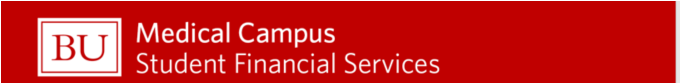 BU
Medical Campus
Student Financial Services